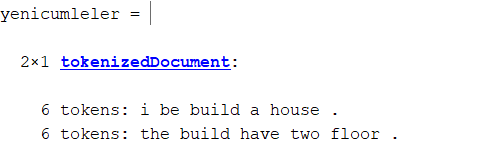 yenicumleler =
2×1 tokenizedDocument:
6 tokens: i be build a house .
6 tokens: the build have two floor .